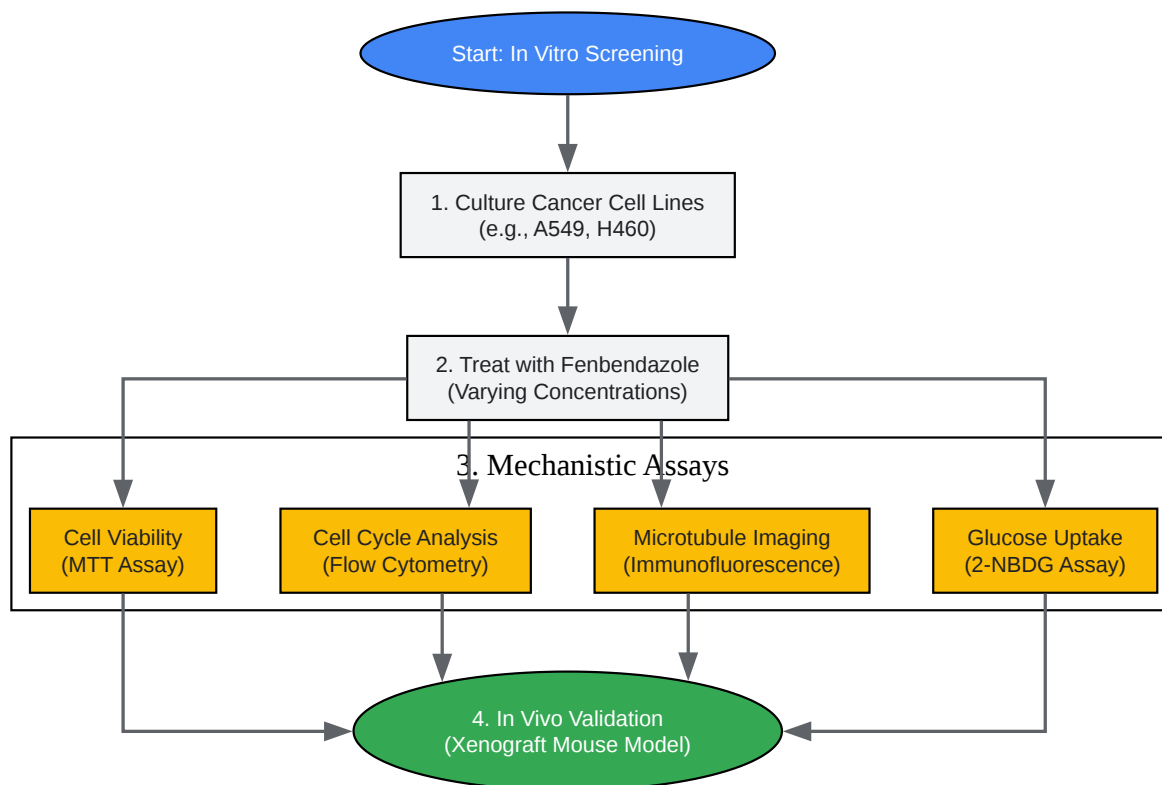 Start: In Vitro Screening
1. Culture Cancer Cell Lines
(e.g., A549, H460)
2. Treat with Fenbendazole
(Varying Concentrations)
3. Mechanistic Assays
Cell Viability
(MTT Assay)
Cell Cycle Analysis
(Flow Cytometry)
Microtubule Imaging
(Immunofluorescence)
Glucose Uptake
(2-NBDG Assay)
4. In Vivo Validation
(Xenograft Mouse Model)